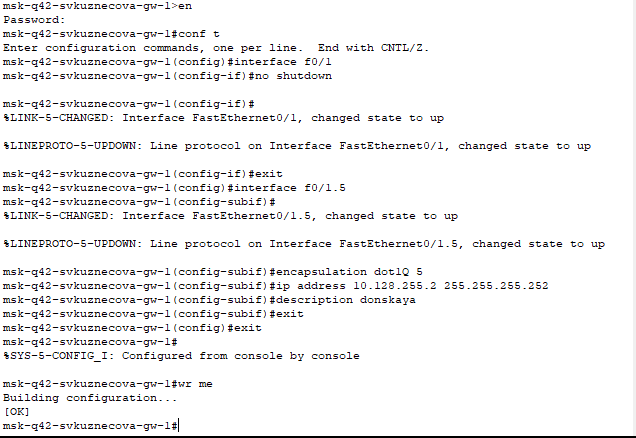 msk-q42-svkuznecova-gw-1>en
Password:
msk-q42-svkuznecova-gw-1#conf t
Enter configuration commands, one per line.  End with CNTL/Z.
msk-q42-svkuznecova-gw-1(config)#interface f0/1
msk-q42-svkuznecova-gw-1(config-if)#no shutdown
msk-q42-svkuznecova-gw-1(config-if)#
%LINK-5-CHANGED: Interface FastEthernet0/1, changed state to up
%LINEPROTO-5-UPDOWN: Line protocol on Interface FastEthernet0/1, changed state to up
msk-q42-svkuznecova-gw-1(config-if)#exit
msk-q42-svkuznecova-gw-1(config)#interface f0/1.5
msk-q42-svkuznecova-gw-1(config-subif)#
%LINK-5-CHANGED: Interface FastEthernet0/1.5, changed state to up
%LINEPROTO-5-UPDOWN: Line protocol on Interface FastEthernet0/1.5, changed state to up
msk-q42-svkuznecova-gw-1(config-subif)#encapsulation dot1Q 5
msk-q42-svkuznecova-gw-1(config-subif)#ip address 10.128.255.2 255.255.255.252
msk-q42-svkuznecova-gw-1(config-subif)#description donskaya
msk-q42-svkuznecova-gw-1(config-subif)#exit
msk-q42-svkuznecova-gw-1(config)#exit
msk-q42-svkuznecova-gw-1#
%SYS-5-CONFIG_I: Configured from console by console
msk-q42-svkuznecova-gw-1#wr me
Building configuration...
[OK]
msk-q42-svkuznecova-gw-1#